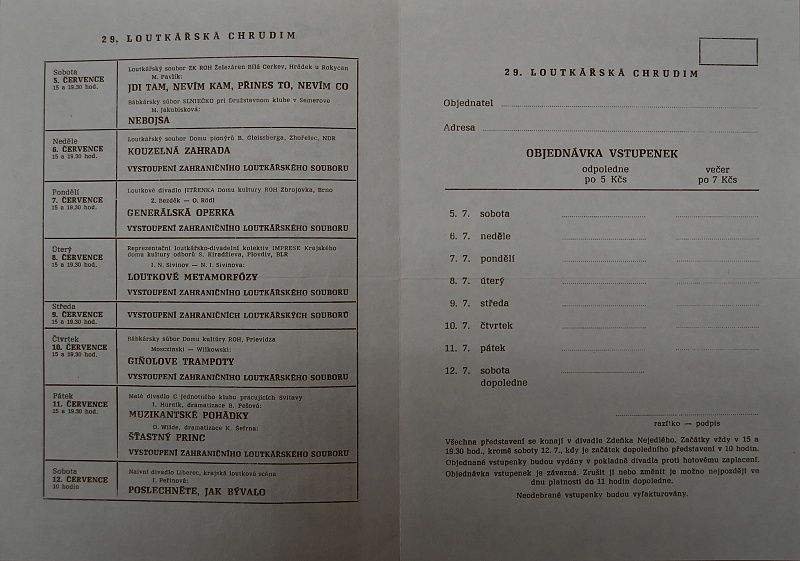 29. LOUTKÁŘSKÁ CHRUDIM
Sobota
5. ČERVENCE
15 a 19.30 hod.
Loutkářský soubor ZK ROH Železáren Bílá Cerkev, Hrádek u Rokycan
M. Pavlík:
JDI TAM, NEVÍM KAM, PŘINES TO, NEVÍM CO
Bábkársky súbor SLNIEČKO pri Družstevnom klube v Semerove
M. Jakubisková:
NEBOJSA
Neděle
6. ČERVENCE
15 a 19.30 hod.
Loutkářský soubor Domu pionýrů B. Gleissberga, Zhořelec, NDR
KOUZELNÁ ZAHRADA
VYSTOUPENÍ ZAHRANIČNÍHO LOUTKÁŘSKÉHO SOUBORU
Pondělí
7. ČERVENCE
15 a 19.30 hod.
Loutkové divadlo JITŘENKA Domu kultury ROH Zbrojovka, Brno
Z. Bezděk — O. Rödl
GENERÁLSKÁ OPERKA
VYSTOUPENÍ ZAHRANIČNÍHO LOUTKÁŘSKÉHO SOUBORU
Úterý
8. ČERVENCE
15 a 19.30 hod.
Reprezentační loutkářsko-divadelní kolektiv IMPRESE Krajského
domu kultury odborů S. Kiradžieva, Plovdiv, BLR
I. N. Sivinov — N. I. Sivinova:
LOUTKOVÉ METAMORFÓZY
VYSTOUPENÍ ZAHRANIČNÍHO LOUTKÁŘSKÉHO SOUBORU
Středa
9. ČERVENCE
15 a 19.30 hod.
VYSTOUPENÍ ZAHRANIČNÍCH LOUTKÁŘSKÝCH SOUBORŮ
Čtvrtek
10. ČERVENCE
15 a 19.30 hod.
Bábkársky súbor Domu kultúry ROH, Prievidza
Moszzinski — Wilkowski:
GIŇOLOVE TRAMPOTY
VYSTOUPENÍ ZAHRANIČNÍHO LOUTKÁŘSKÉHO SOUBORU
Pátek
11. ČERVENCE
15 a 19.30 hod.
Malé divadlo C jednotného klubu pracujících Svitavy
I. Hurník, dramatizace B. Pešová:
MUZIKANTSKÉ POHÁDKY
O. Wilde, dramatizace K. Šefrna:
ŠŤASTNÝ PRINC
VYSTOUPENÍ ZAHRANIČNÍHO LOUTKÁŘSKÉHO SOUBORU
Sobota
12. ČERVENCE
10 hodin
Naivní divadlo Liberec, krajská loutková scéna
I. Peřinová:
POSLECHNĚTE, JAK BÝVALO
29. LOUTKÁŘSKÁ CHRUDIM
Objednatel
Adresa
OBJEDNÁVKA VSTUPENEK
odpoledne večer
po 5 Kčs po 7 Kčs
5. 7. sobota
6. 7. neděle
7. 7. pondělí
8. 7. úterý
9. 7. středa
10. 7. čtvrtek
11. 7. pátek
12. 7. sobota
dopoledne
razítko — podpis
Všechna představení se konají v divadle Zdeňka Nejedlého. Začátky vždy v 15 a
19.30 hod., kromě soboty 12. 7., kdy je začátek dopoledního představení v 10 hodin.
Objednané vstupenky budou vydány v pokladně divadla proti hotovému zaplacení.
Objednávka vstupenek je závazná. Zrušit ji nebo změnit je možno nejpozději ve
dnu platnosti do 11 hodin dopoledne.
Neodebrané vstupenky budou vyfakturovány.